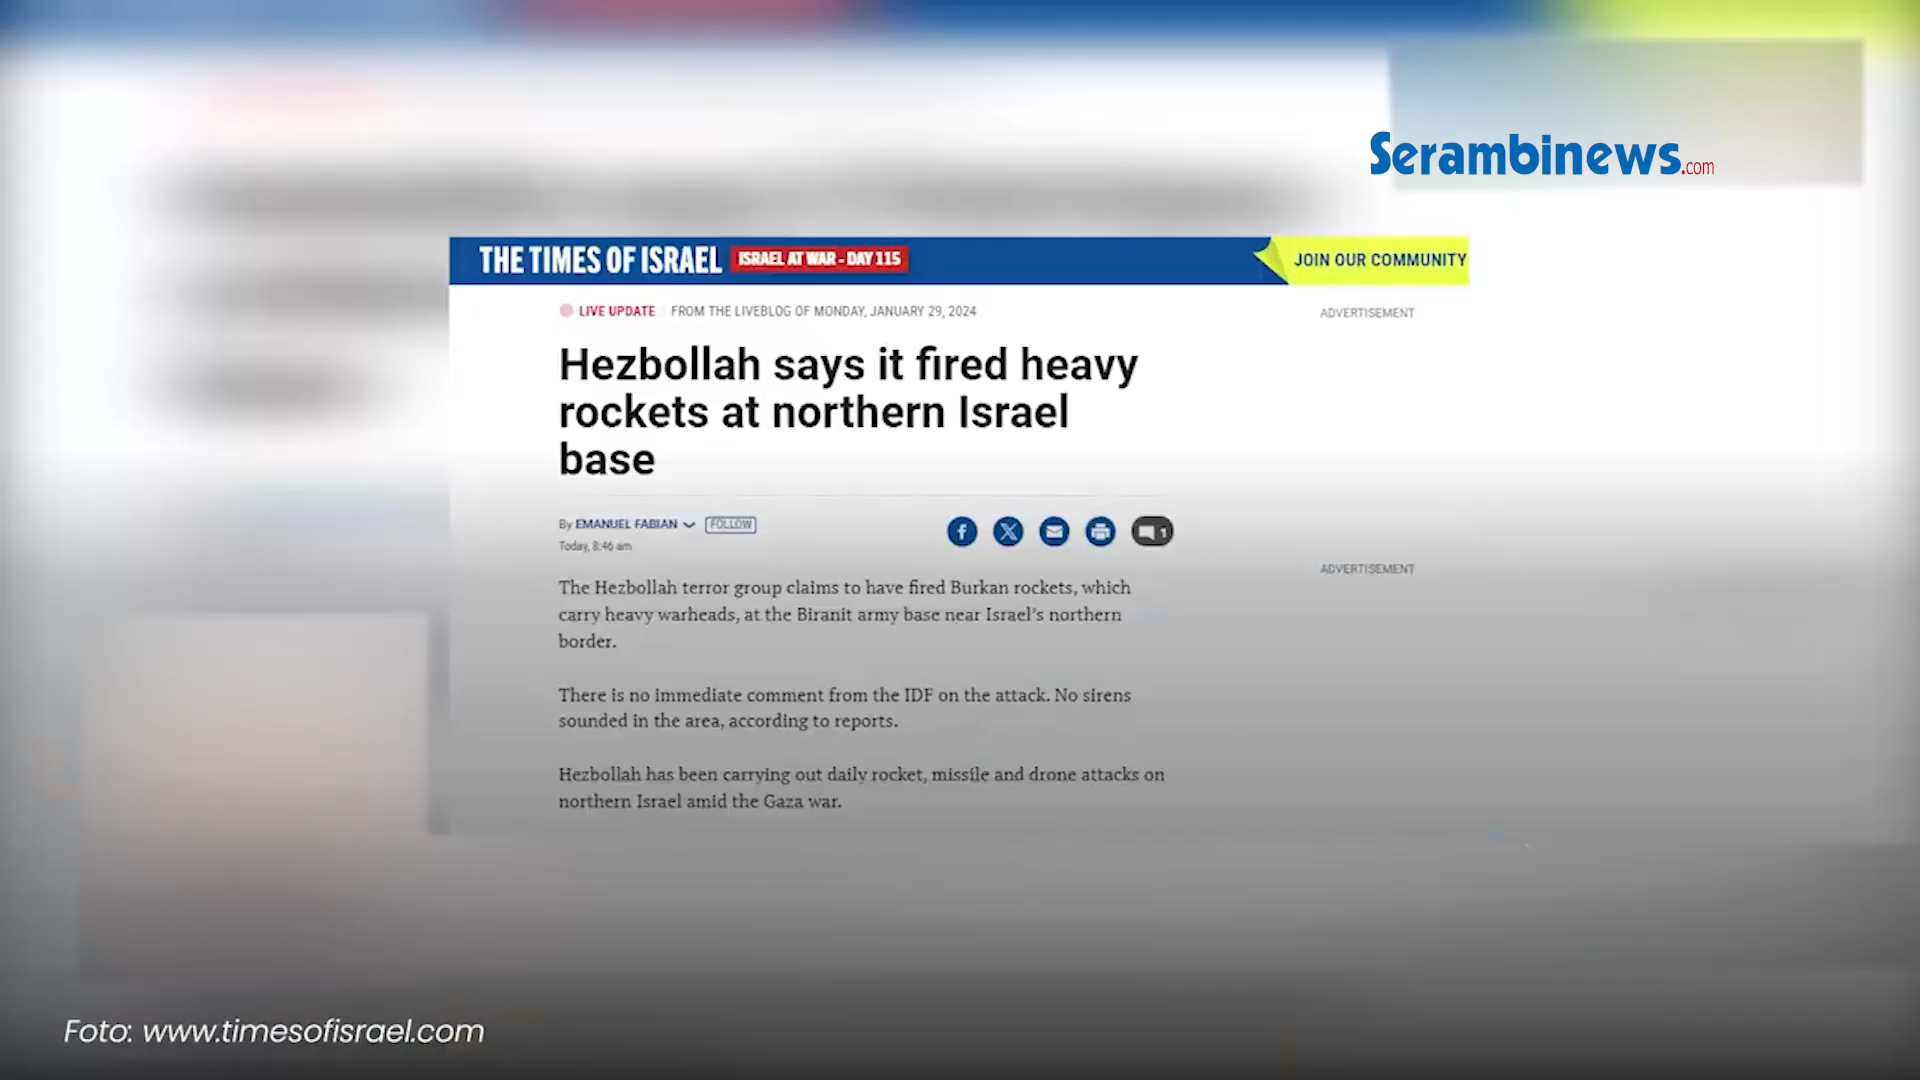 Serambinews.com
THE TIMES OF ISRAEL ISRAEL AT WAR - DAY 115 JOIN OUR COMMUNITY
LIVE UPDATE / FROM THE LIVEBLOG OF MONDAY, JANUARY 29, 2024
ADVERTISEMENT
Hezbollah says it fired heavy
rockets at northern Israel
base
By EMANUEL FABIAN FOLLOW
Today, 8:46 am
1
ADVERTISEMENT
The Hezbollah terror group claims to have fired Burkan rockets, which
carry heavy warheads, at the Biranit army base near Israel's northern
border.
There is no immediate comment from the IDF on the attack. No sirens
sounded in the area, according to reports.
Hezbollah has been carrying out daily rocket, missile and drone attacks on
northern Israel amid the Gaza war.
Foto: www.timesofisrael.com